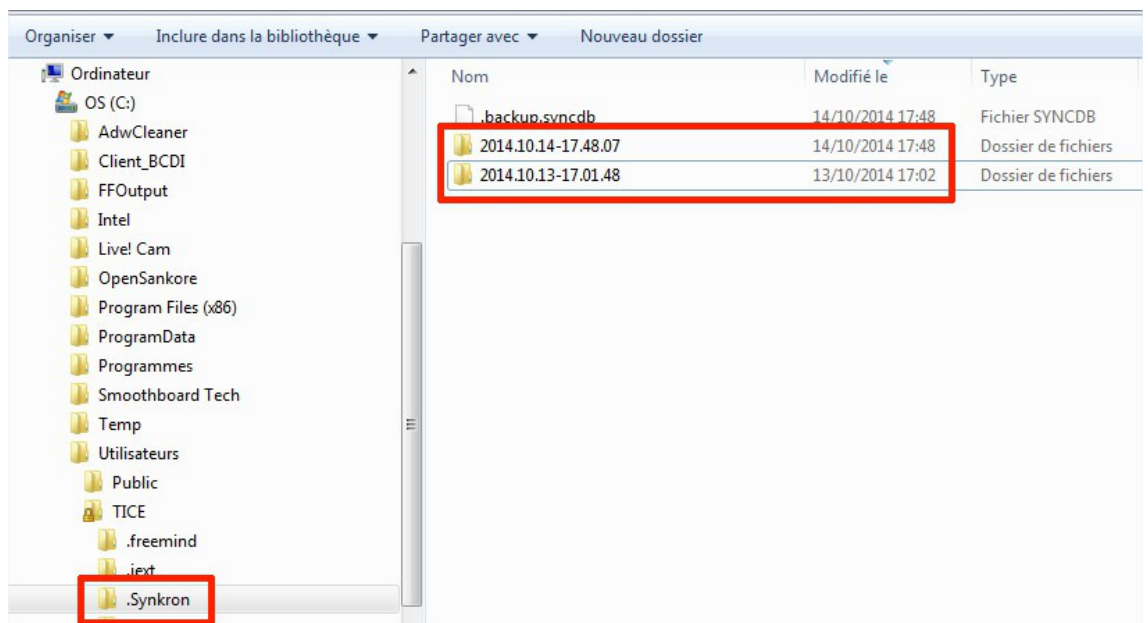 Organiser Inclure dans la bibliothèque Partager avec Nouveau dossier
Ordinateur
OS (C:)
AdwCleaner
Client_BCDI
FFOutput
Intel
Live! Cam
OpenSankore
Program Files (x86)
ProgramData
Programmes
Smoothboard Tech
Temp
Utilisateurs
Public
TICE
.freemind
.jext
.Synkron
Nom Modifié le Type
.backup.syncdb 14/10/2014 17:48 Fichier SYNCDB
2014.10.14-17.48.07 14/10/2014 17:48 Dossier de fichiers
2014.10.13-17.01.48 13/10/2014 17:02 Dossier de fichiers